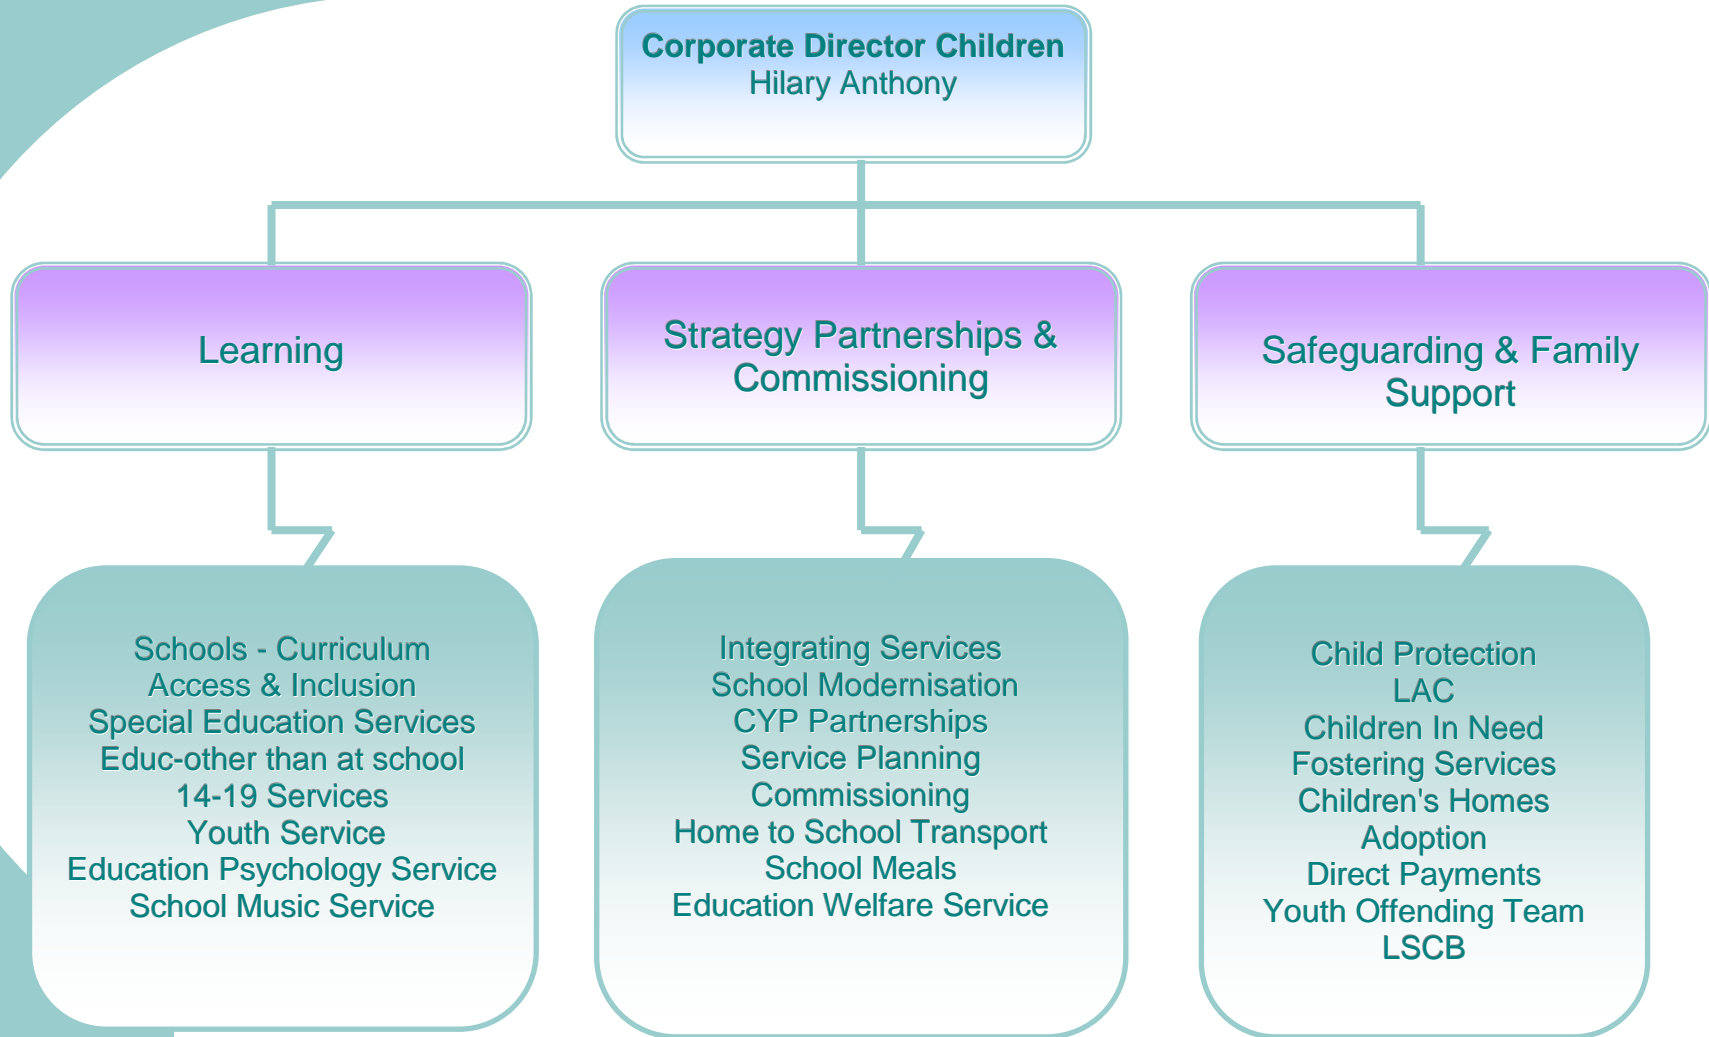 Corporate Director Children
Hilary Anthony
Learning
Strategy Partnerships &
Commissioning
Safeguarding & Family
Support
Schools - Curriculum
Access & Inclusion
Special Education Services
Educ-other than at school
14-19 Services
Youth Service
Education Psychology Service
School Music Service
Integrating Services
School Modernisation
CYP Partnerships
Service Planning
Commissioning
Home to School Transport
School Meals
Education Welfare Service
Child Protection
LAC
Children In Need
Fostering Services
Children's Homes
Adoption
Direct Payments
Youth Offending Team
LSCB